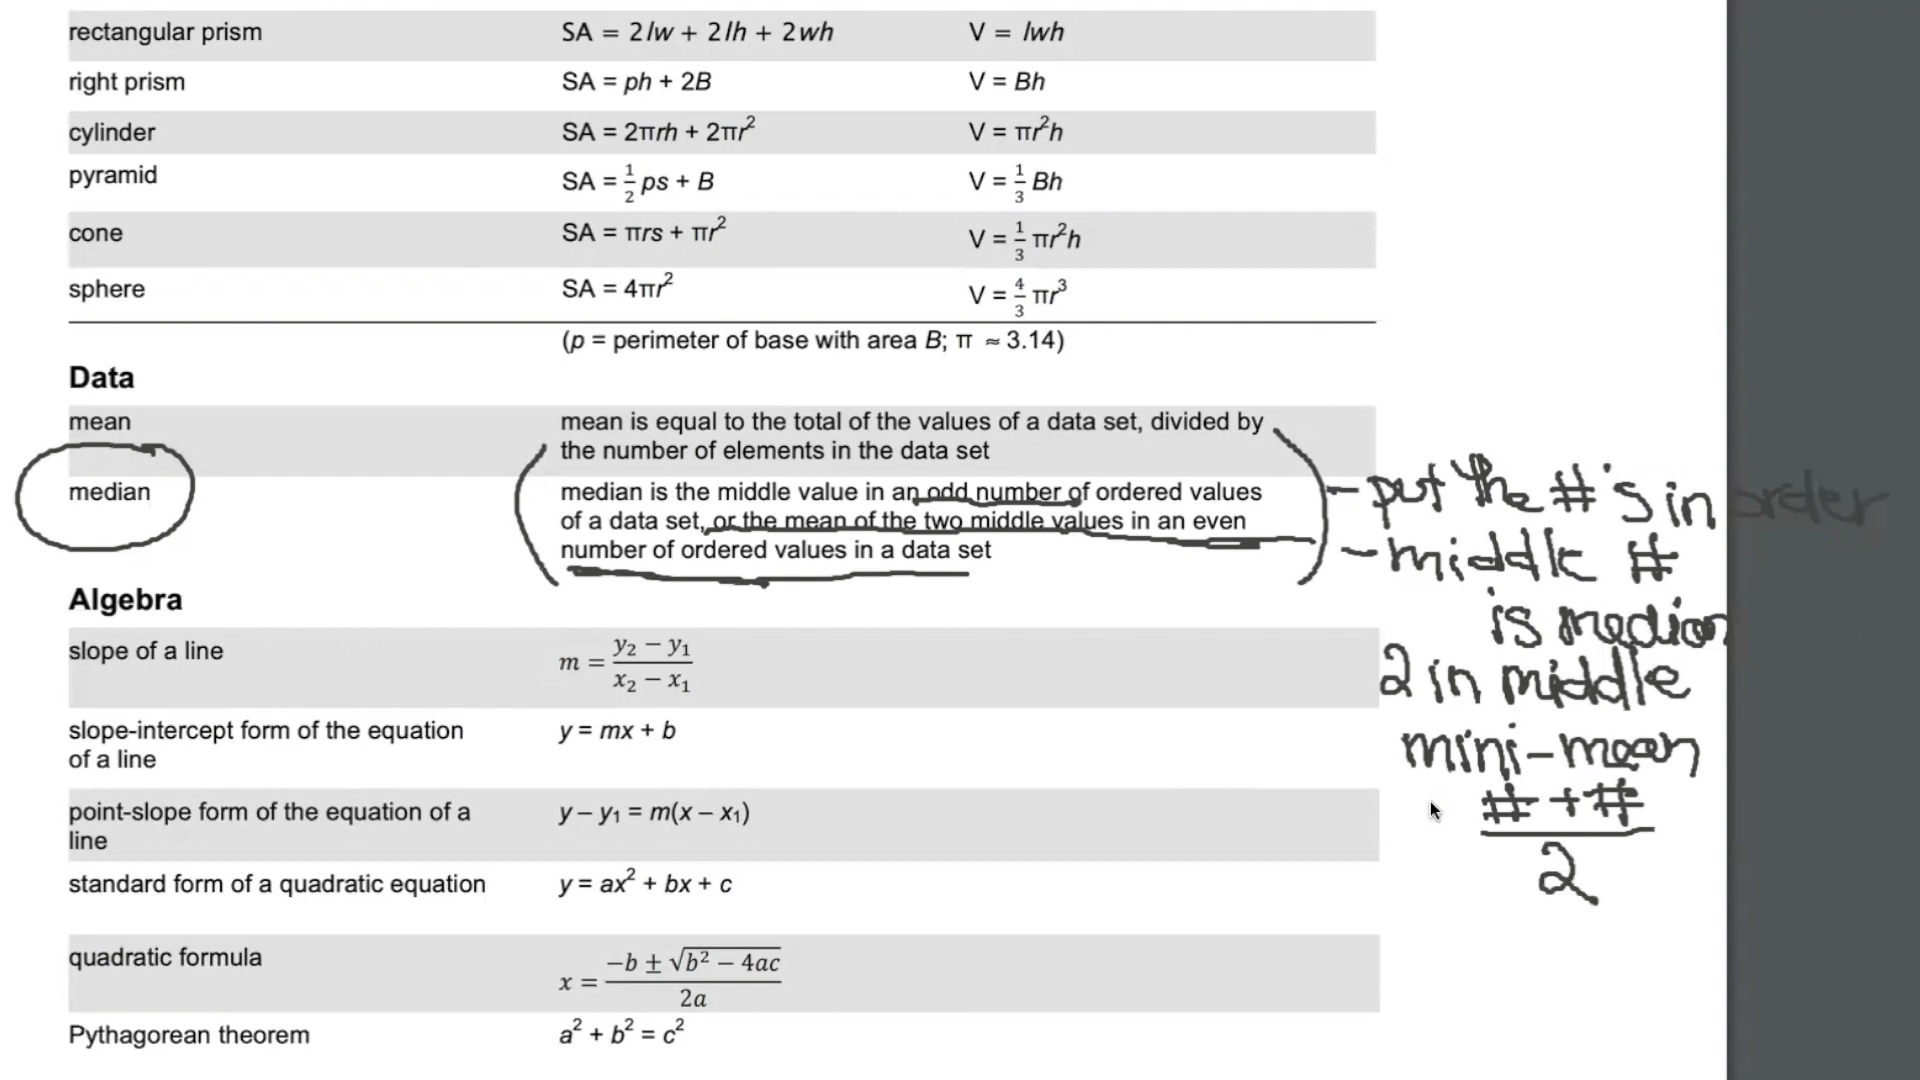 rectangular prism SA = 2lw + 2lh + 2wh V = lwh
right prism SA = ph + 2B V = Bh
cylinder SA = 2πrh + 2πr² V = πr²h
pyramid SA = 1/2 ps + B V = 1/3 Bh
cone SA = πrs + πr² V = 1/3 πr²h
sphere SA = 4πr² V = 4/3 πr³
(p = perimeter of base with area B; π ≈ 3.14)
Data
mean mean is equal to the total of the values of a data set, divided by
the number of elements in the data set
median median is the middle value in an odd number of ordered values
of a data set, or the mean of the two middle values in an even
number of ordered values in a data set
- put the #'s in order
- middle #
is median
2 in middle
mini-mean
# + #
2
Algebra
slope of a line m = (y₂ − y₁)/(x₂ − x₁)
slope-intercept form of the equation y = mx + b
of a line
point-slope form of the equation of a y – y₁ = m(x – x₁)
line
standard form of a quadratic equation y = ax² + bx + c
quadratic formula x = (−b ± √(b² − 4ac))/2a
Pythagorean theorem a² + b² = c²